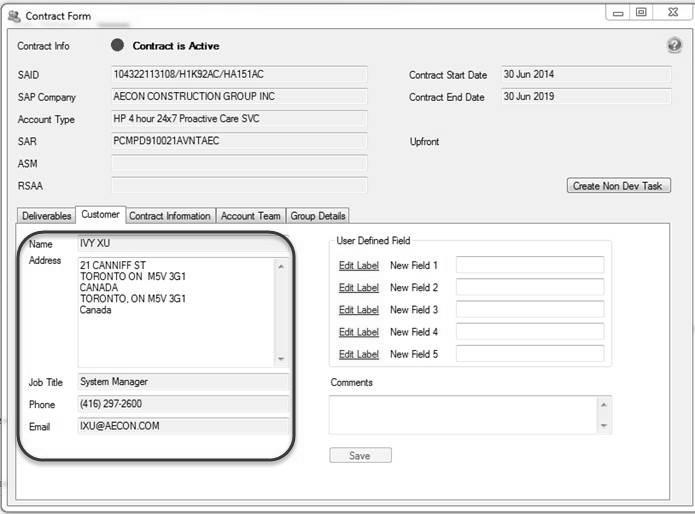 Contract Form
Contract Info Contract is Active
SAID 104322113108/H1K92AC/HA151AC Contract Start Date 30 Jun 2014
SAP Company AECON CONSTRUCTION GROUP INC Contract End Date 30 Jun 2019
Account Type HP 4 hour 24x7 Proactive Care SVC
SAR PCMPD910021AVNTAEC Upfront
ASM
RSAA Create Non Dev Task
Deliverables Customer Contract Information Account Team Group Details
Name IVY XU
Address 21 CANNIFF ST
TORONTO ON M5V 3G1
CANADA
TORONTO, ON M5V 3G1
Canada
Job Title System Manager
Phone (416) 297-2600
Email IXU@AECON.COM
User Defined Field
Edit Label New Field 1
Edit Label New Field 2
Edit Label New Field 3
Edit Label New Field 4
Edit Label New Field 5
Comments
Save